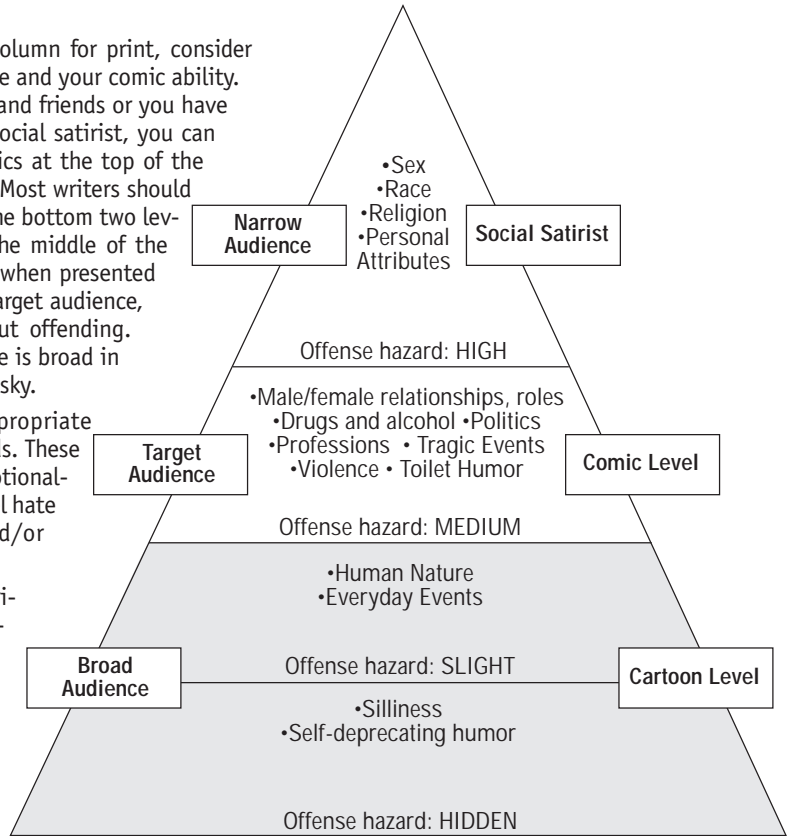 olumn for print, consider
e and your comic ability.
and friends or you have
ocial satirist, you can
ics at the top of the
Most writers should
ne bottom two lev-
he middle of the
when presented
arget audience,
ut offending.
e is broad in
sky.
propriate
ls. These
otional-
l hate
d/or
i-
-
•Sex
•Race
•Religion
•Personal
Attributes
Narrow
Audience
Social Satirist
Offense hazard: HIGH
•Male/female relationships, roles
•Drugs and alcohol •Politics
•Professions • Tragic Events
•Violence • Toilet Humor
Target
Audience
Comic Level
Offense hazard: MEDIUM
•Human Nature
•Everyday Events
Offense hazard: SLIGHT
Broad
Audience
Cartoon Level
•Silliness
•Self-deprecating humor
Offense hazard: HIDDEN